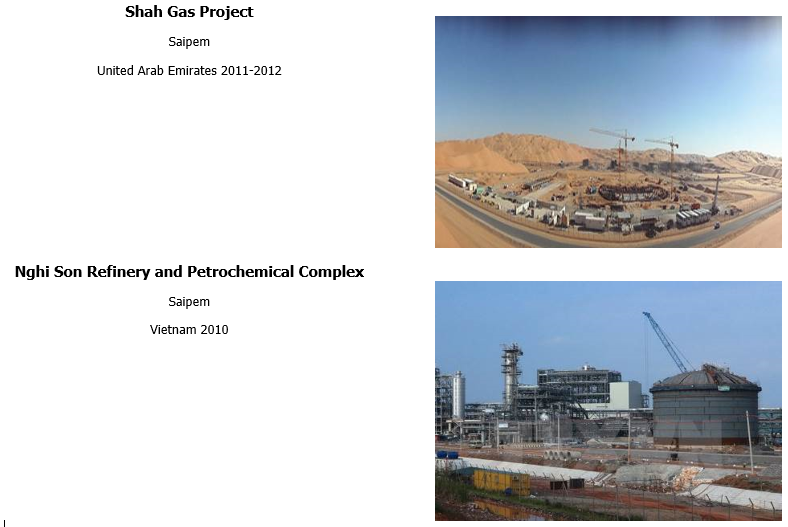 Shah Gas Project
Saipem
United Arab Emirates 2011-2012
Nghi Son Refinery and Petrochemical Complex
Saipem
Vietnam 2010